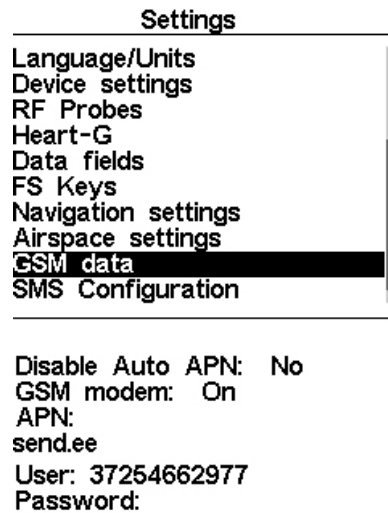 Settings
Language/Units
Device settings
RF Probes
Heart-G
Data fields
FS Keys
Navigation settings
Airspace settings
GSM data
SMS Configuration
Disable Auto APN: No
GSM modem: On
APN:
send.ee
User: 37254662977
Password: